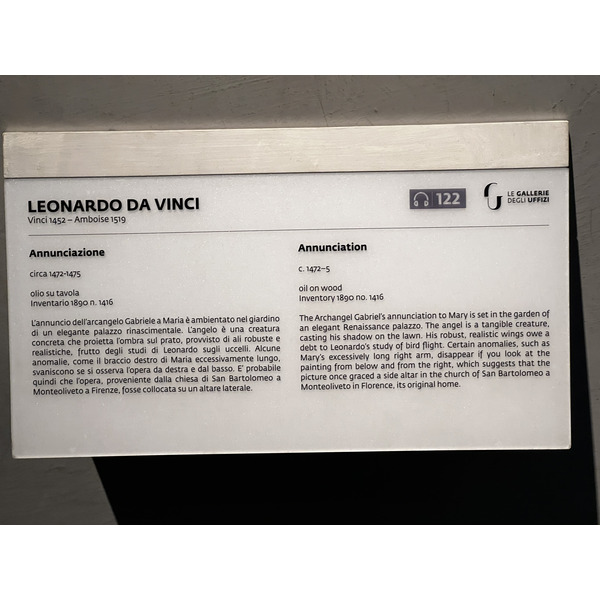 LEONARDO DA VINCI
Vinci 1452 – Amboise 1519
122
LE GALLERIE
DEGLI UFFIZI
Annunciazione
circa 1472-1475
olio su tavola
Inventario 1890 n. 1416
L'annuncio dell'arcangelo Gabriele a Maria è ambientato nel giardino
di un elegante palazzo rinascimentale. L'angelo è una creatura
concreta che proietta l'ombra sul prato, provvisto di ali robuste e
realistiche, frutto degli studi di Leonardo sugli uccelli. Alcune
anomalie, come il braccio destro di Maria eccessivamente lungo,
svaniscono se si osserva l'opera da destra e dal basso. E' probabile
quindi che l'opera, proveniente dalla chiesa di San Bartolomeo a
Monteoliveto a Firenze, fosse collocata su un altare laterale.
Annunciation
c. 1472–5
oil on wood
Inventory 1890 no. 1416
The Archangel Gabriel's annunciation to Mary is set in the garden of
an elegant Renaissance palazzo. The angel is a tangible creature,
casting his shadow on the lawn. His robust, realistic wings owe a
debt to Leonardo's study of bird flight. Certain anomalies, such as
Mary's excessively long right arm, disappear if you look at the
painting from below and from the right, which suggests that the
picture once graced a side altar in the church of San Bartolomeo a
Monteoliveto in Florence, its original home.